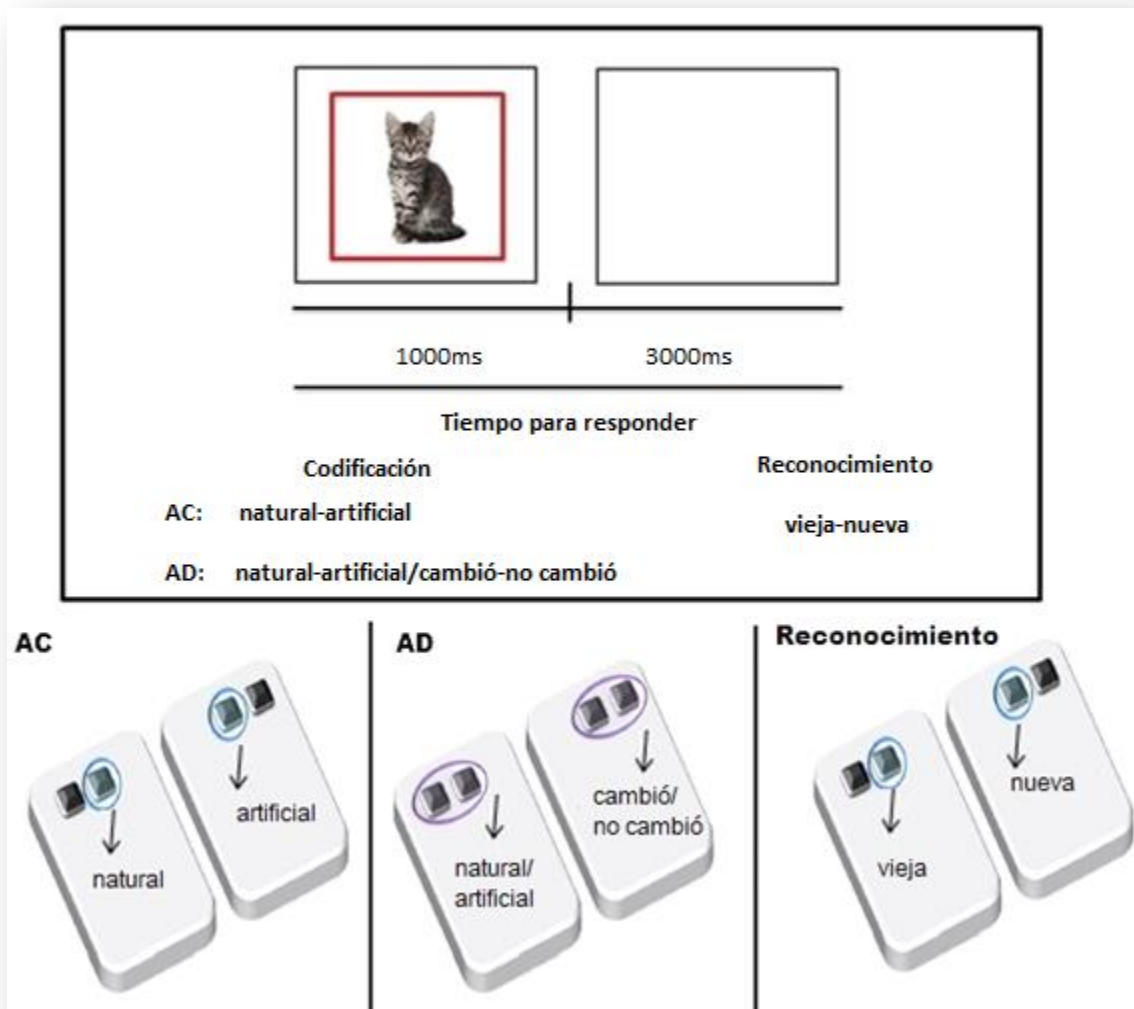 1000ms 3000ms
Tiempo para responder
Codificación Reconocimiento
AC: natural-artificial
vieja-nueva
AD: natural-artificial/cambió-no cambió
AC
artificial
natural
AD
cambió/
no cambió
natural/
artificial
Reconocimiento
nueva
vieja